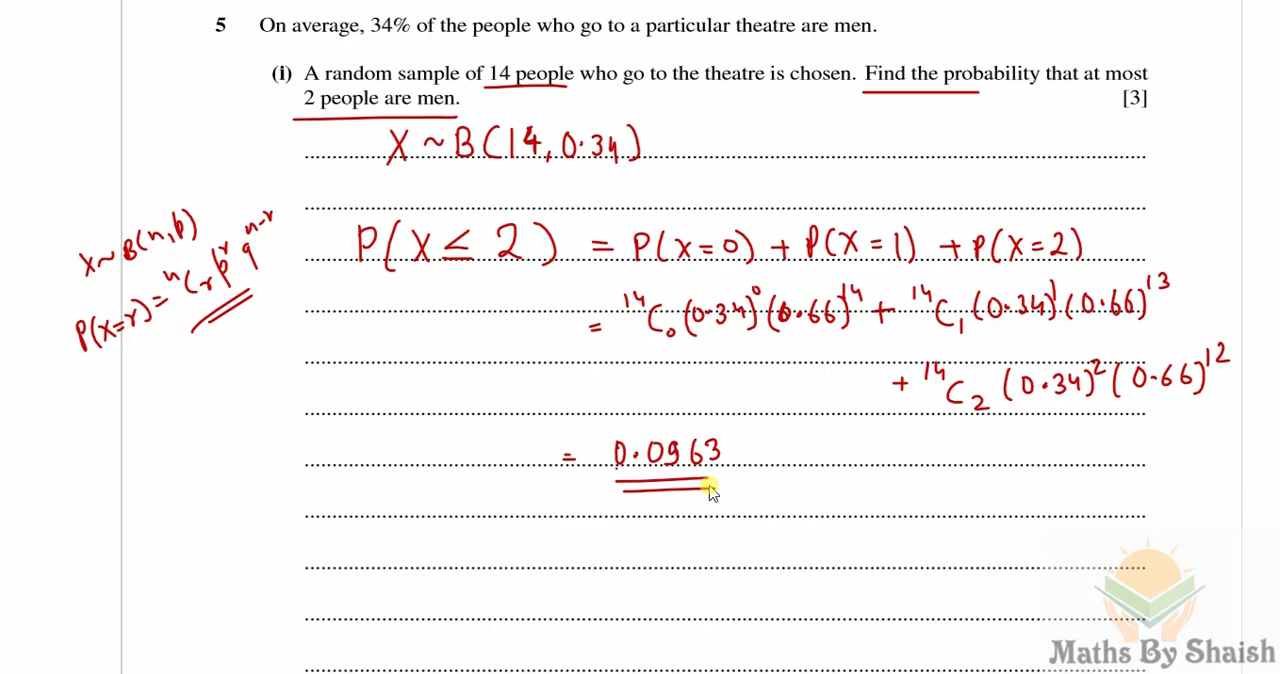 5 On average, 34% of the people who go to a particular theatre are men.
(i) A random sample of 14 people who go to the theatre is chosen. Find the probability that at most
2 people are men. [3]
X ~ B(14, 0.34)
X ~ B(n, p)
P(X=r) = ⁿCᵣ pʳ qⁿ⁻ʳ
P(X ≤ 2) = P(X=0) + P(X=1) + P(X=2)
= ¹⁴C₀ (0.34)⁰ (0.66)¹⁴ + ¹⁴C₁ (0.34)¹ (0.66)¹³
+ ¹⁴C₂ (0.34)² (0.66)¹²
= 0.0963
Maths By Shaish